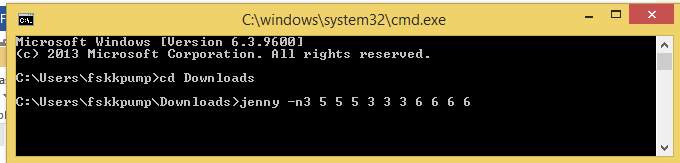 C:\windows\system32\cmd.exe
Microsoft Windows [Version 6.3.9600]
(c) 2013 Microsoft Corporation. All rights reserved.
C:\Users\fskkpump>cd Downloads
C:\Users\fskkpump\Downloads>jenny -n3 5 5 5 3 3 3 6 6 6 6